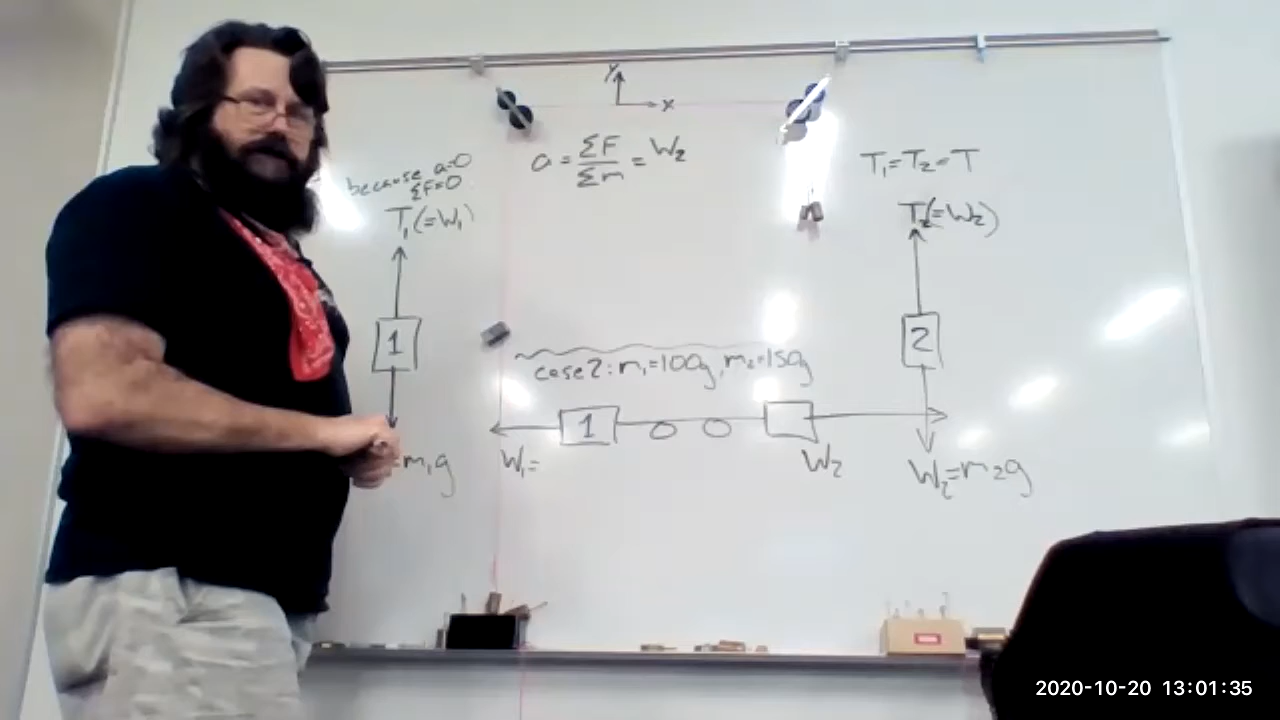 y
x
a = ΣF/Σm = W₂
because a=0
ΣF=0
T₁(=W₁)
T₁=T₂=T
T₂(=W₂)
1
2
case 2: m₁=100g, m₂=150g
1
W₁=
W₂
=m₁g
W₂=m₂g
2020-10-20 13:01:35